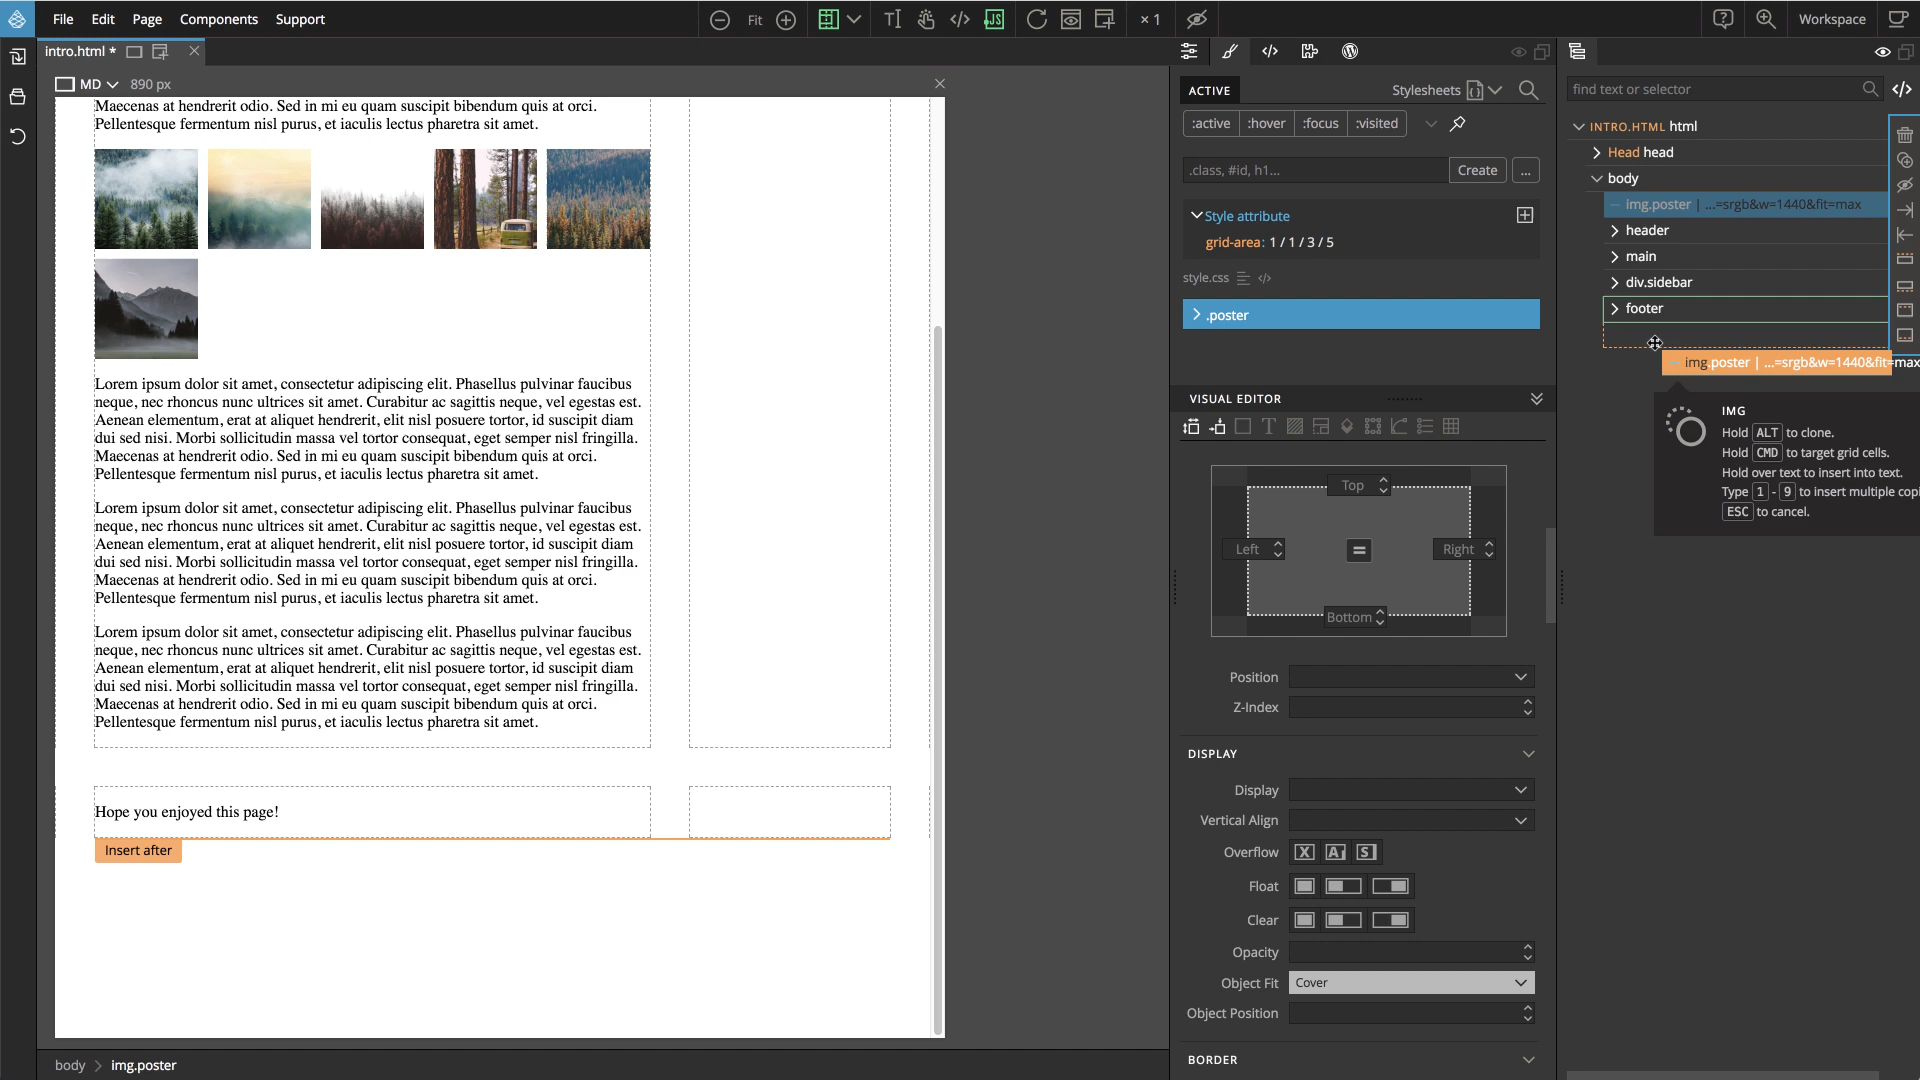 File Edit Page Components Support
Fit
× 1
Workspace
intro.html *
MD 890 px
Maecenas at hendrerit odio. Sed in mi eu quam suscipit bibendum quis at orci.
Pellentesque fermentum nisl purus, et iaculis lectus pharetra sit amet.
Lorem ipsum dolor sit amet, consectetur adipiscing elit. Phasellus pulvinar faucibus
neque, nec rhoncus nunc ultrices sit amet. Curabitur ac sagittis neque, vel egestas est.
Aenean elementum, erat at aliquet hendrerit, elit nisl posuere tortor, id suscipit diam
dui sed nisi. Morbi sollicitudin massa vel tortor consequat, eget semper nisl fringilla.
Maecenas at hendrerit odio. Sed in mi eu quam suscipit bibendum quis at orci.
Pellentesque fermentum nisl purus, et iaculis lectus pharetra sit amet.
Lorem ipsum dolor sit amet, consectetur adipiscing elit. Phasellus pulvinar faucibus
neque, nec rhoncus nunc ultrices sit amet. Curabitur ac sagittis neque, vel egestas est.
Aenean elementum, erat at aliquet hendrerit, elit nisl posuere tortor, id suscipit diam
dui sed nisi. Morbi sollicitudin massa vel tortor consequat, eget semper nisl fringilla.
Maecenas at hendrerit odio. Sed in mi eu quam suscipit bibendum quis at orci.
Pellentesque fermentum nisl purus, et iaculis lectus pharetra sit amet.
Lorem ipsum dolor sit amet, consectetur adipiscing elit. Phasellus pulvinar faucibus
neque, nec rhoncus nunc ultrices sit amet. Curabitur ac sagittis neque, vel egestas est.
Aenean elementum, erat at aliquet hendrerit, elit nisl posuere tortor, id suscipit diam
dui sed nisi. Morbi sollicitudin massa vel tortor consequat, eget semper nisl fringilla.
Maecenas at hendrerit odio. Sed in mi eu quam suscipit bibendum quis at orci.
Pellentesque fermentum nisl purus, et iaculis lectus pharetra sit amet.
Hope you enjoyed this page!
Insert after
body > img.poster
ACTIVE
Stylesheets
:active :hover :focus :visited
.class, #id, h1...
Create
...
Style attribute
grid-area: 1 / 1 / 3 / 5
style.css
.poster
VISUAL EDITOR
Top
Left
=
Right
Bottom
Position
Z-Index
DISPLAY
Display
Vertical Align
Overflow X A S
Float
Clear
Opacity
Object Fit Cover
Object Position
BORDER
find text or selector
INTRO.HTML html
Head head
body
img.poster | ...=srgb&w=1440&fit=max
header
main
div.sidebar
footer
img.poster | ...=srgb&w=1440&fit=max
IMG
Hold ALT to clone.
Hold CMD to target grid cells.
Hold over text to insert into text.
Type 1 - 9 to insert multiple copi
ESC to cancel.